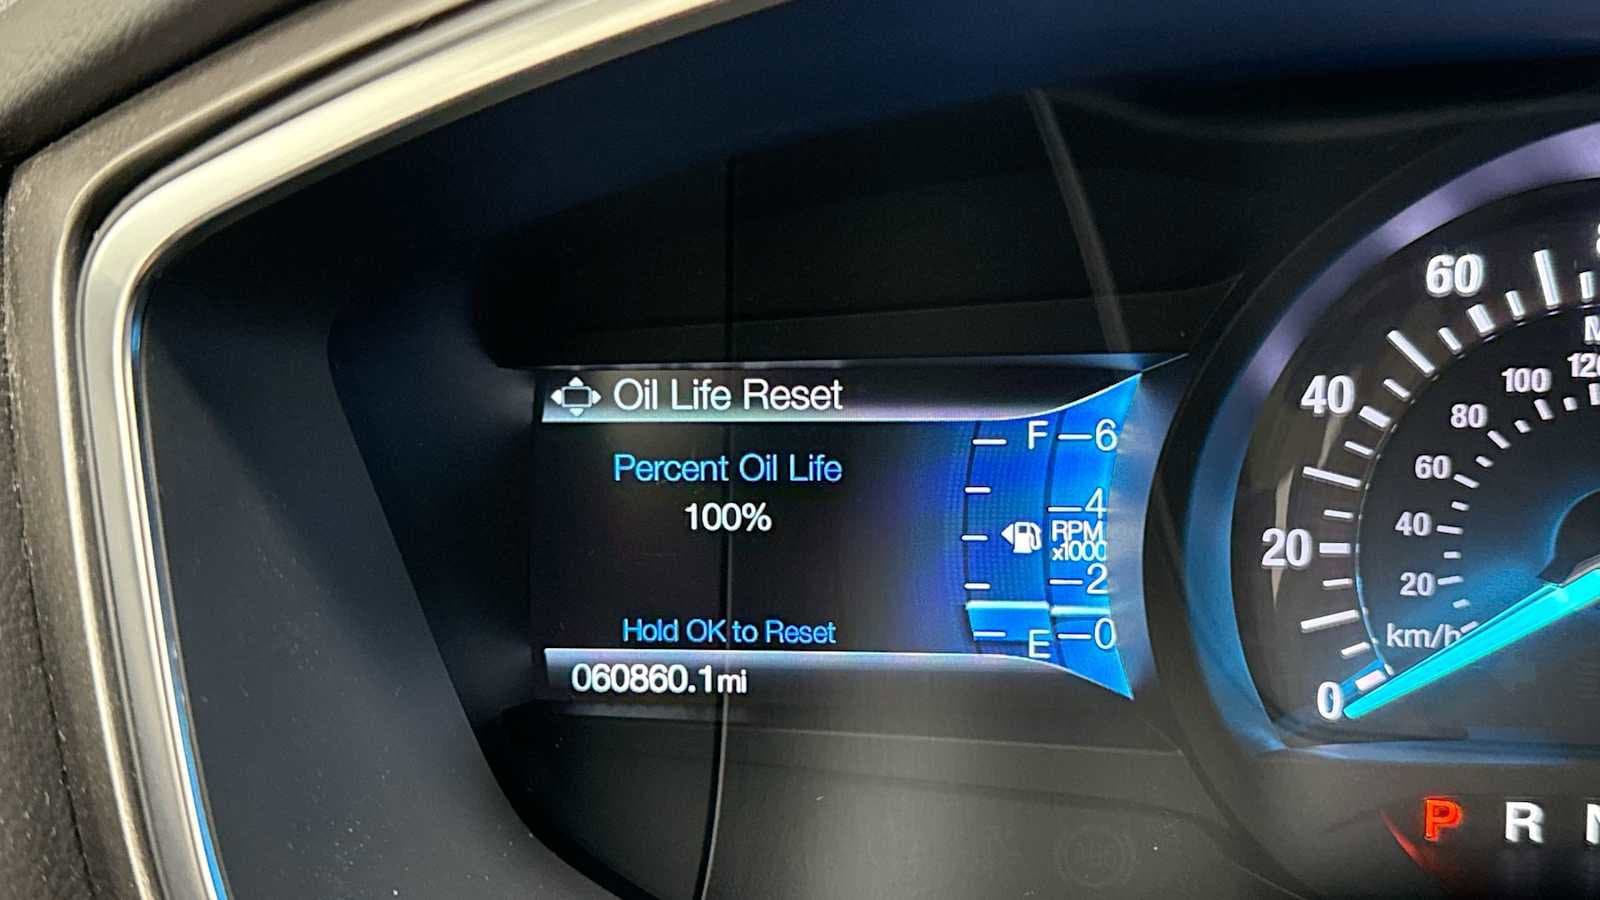 Oil Life Reset
Percent Oil Life
100%
Hold OK to Reset
060860.1mi
F
E
6
4
RPM
x1000
2
0
60
40
20
0
120
100
80
60
40
20
km/h
P R